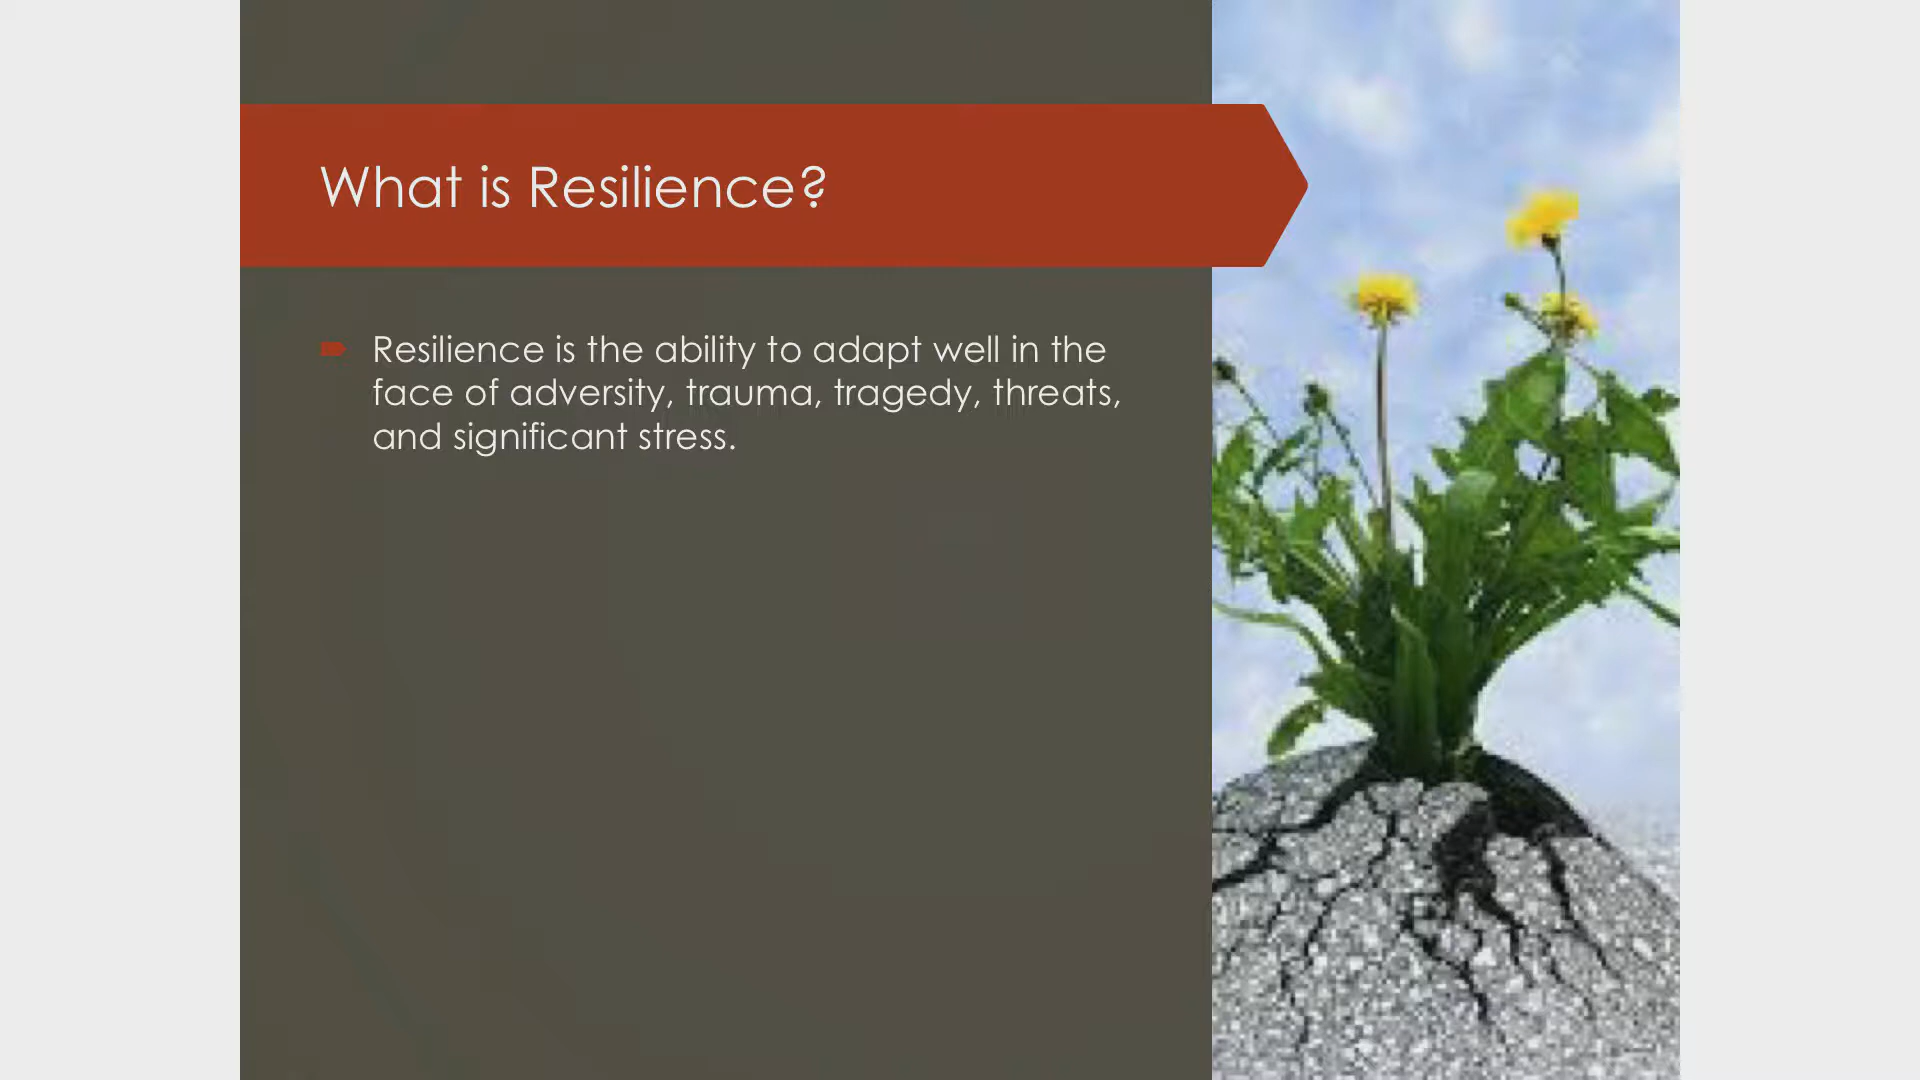 What is Resilience?
Resilience is the ability to adapt well in the
face of adversity, trauma, tragedy, threats,
and significant stress.